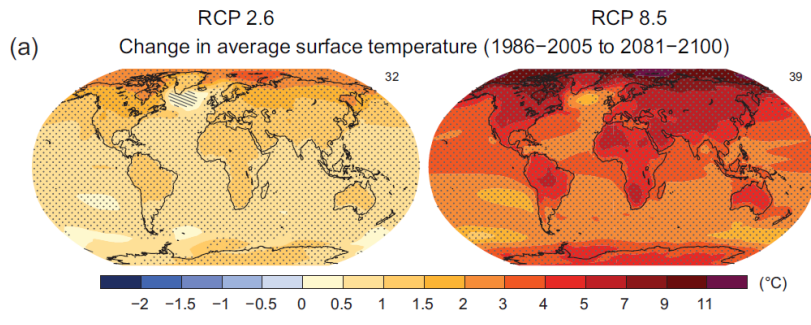 RCP 2.6 RCP 8.5
(a) Change in average surface temperature (1986−2005 to 2081−2100)
32 39
(°C)
−2 −1.5 −1 −0.5 0 0.5 1 1.5 2 3 4 5 7 9 11